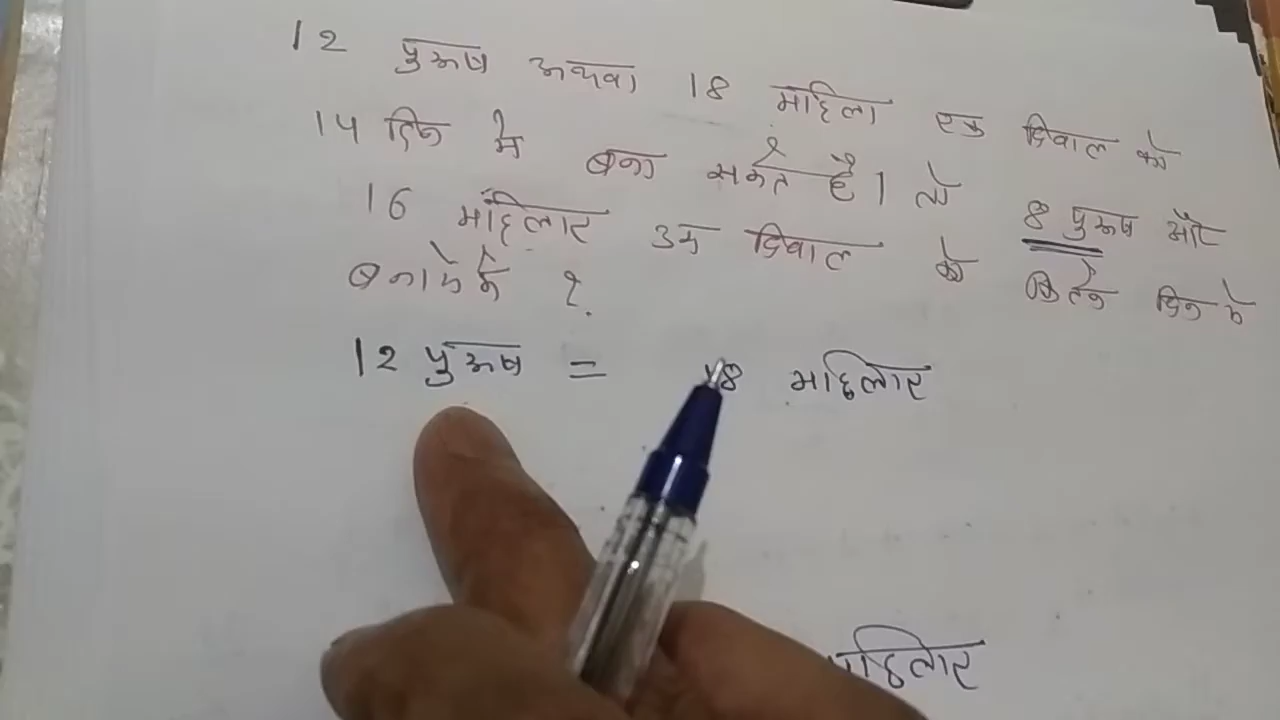 12 पुरूष अथवा 18 महिला एक दिवाल को
14 दिन मे बना सकते है। तो 8 पुरूष और
16 महिलाए उस दिवाल को कितने दिन मे
बनायेगे ?
12 पुरूष = 18 महिलाए
महिलाए